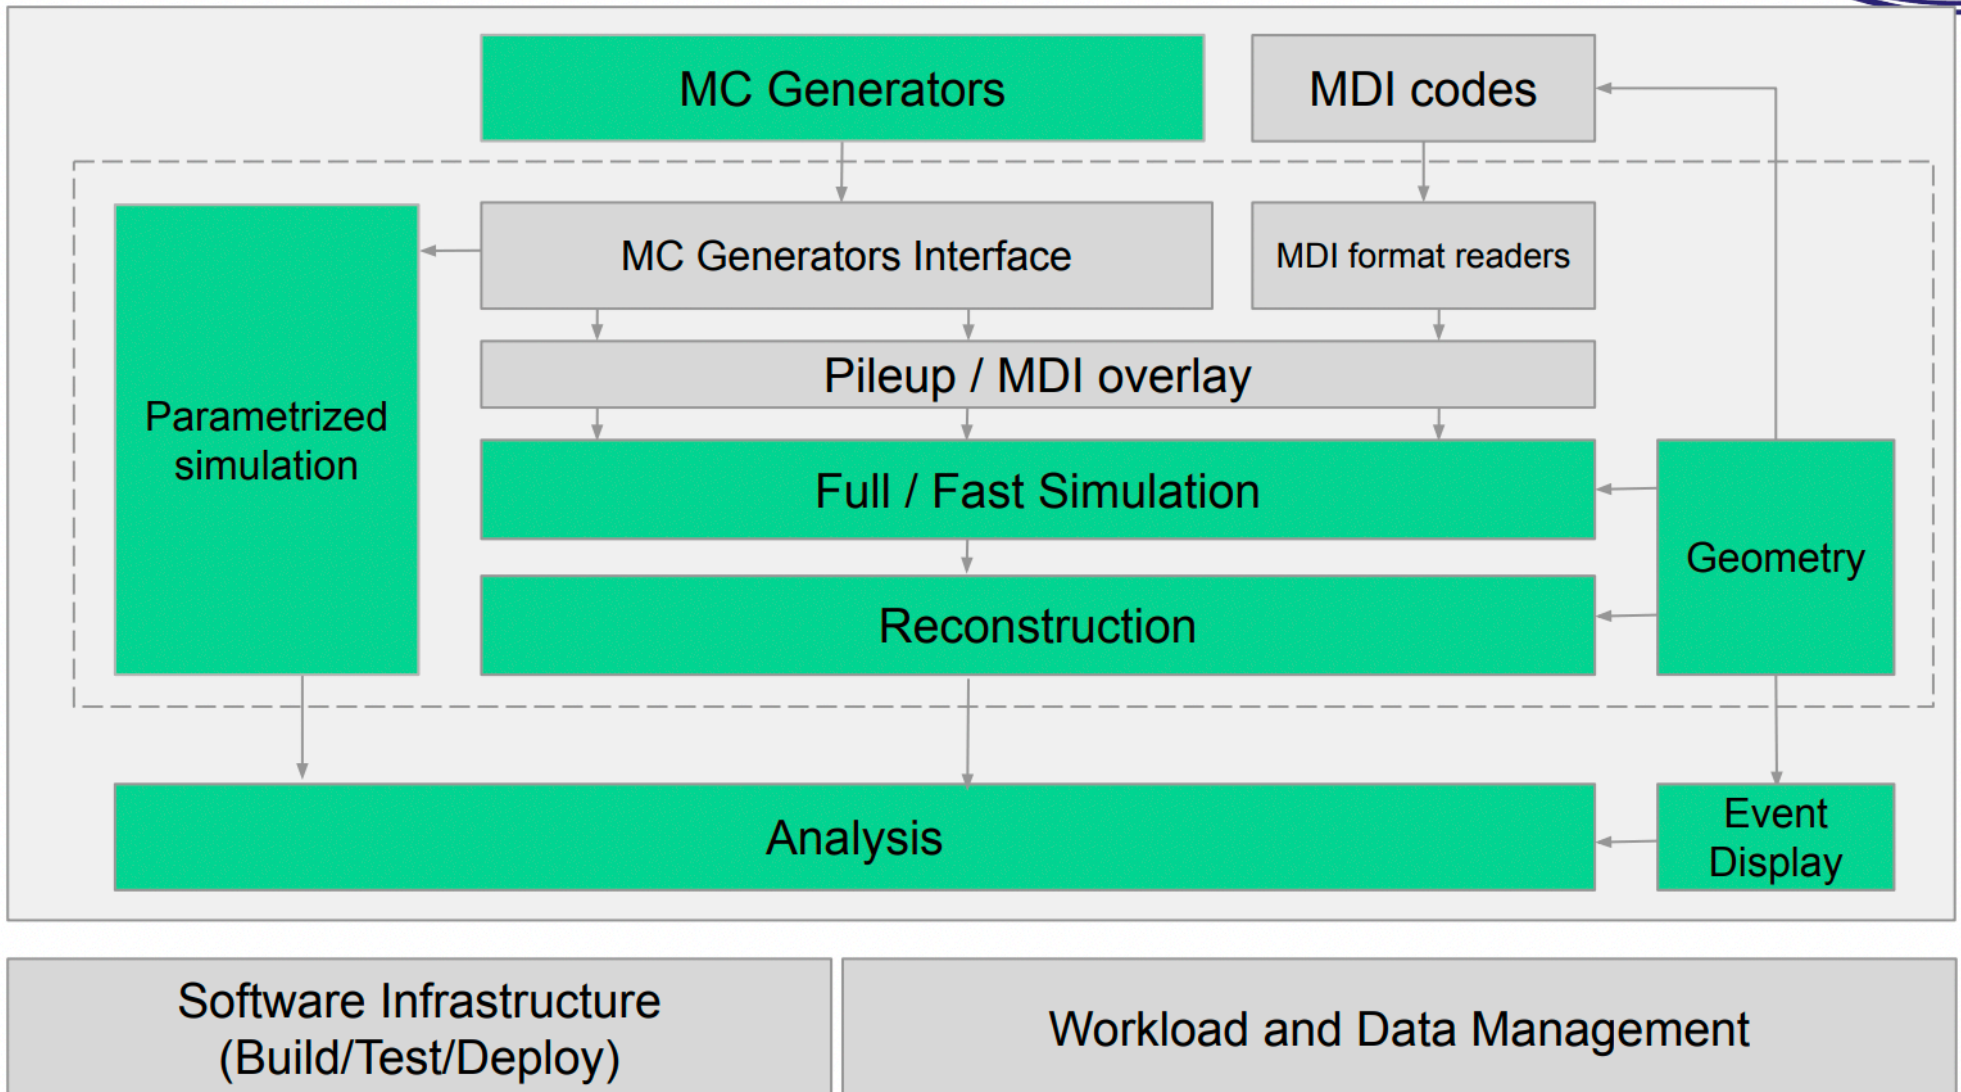 MC Generators
MDI codes
MC Generators Interface
MDI format readers
Pileup / MDI overlay
Parametrized
simulation
Full / Fast Simulation
Geometry
Reconstruction
Analysis
Event
Display
Software Infrastructure
(Build/Test/Deploy)
Workload and Data Management